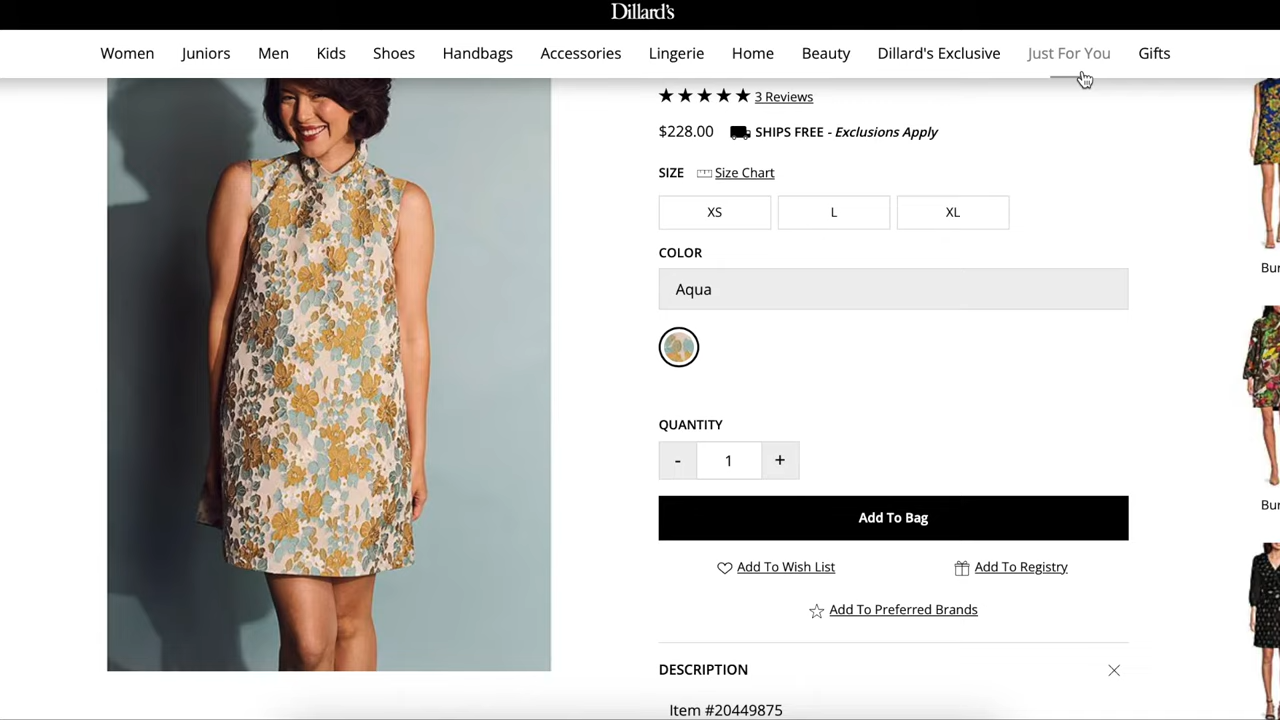 Dillard's
Women Juniors Men Kids Shoes Handbags Accessories Lingerie Home Beauty Dillard's Exclusive Just For You Gifts
3 Reviews
$228.00 SHIPS FREE - Exclusions Apply
SIZE Size Chart
XS L XL
COLOR
Aqua
QUANTITY
- 1 +
Add To Bag
Add To Wish List Add To Registry
Add To Preferred Brands
DESCRIPTION
Item #20449875
Bur
Bur